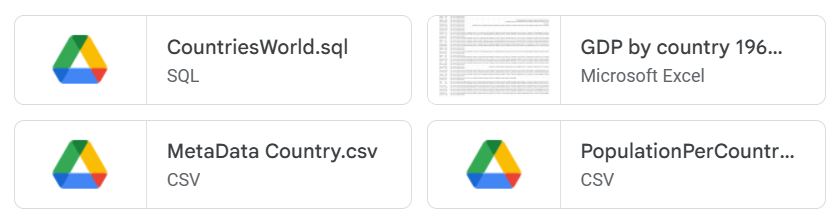 CountriesWorld.sql
SQL
GDP by country 196...
Microsoft Excel
MetaData Country.csv
CSV
PopulationPerCountr...
CSV